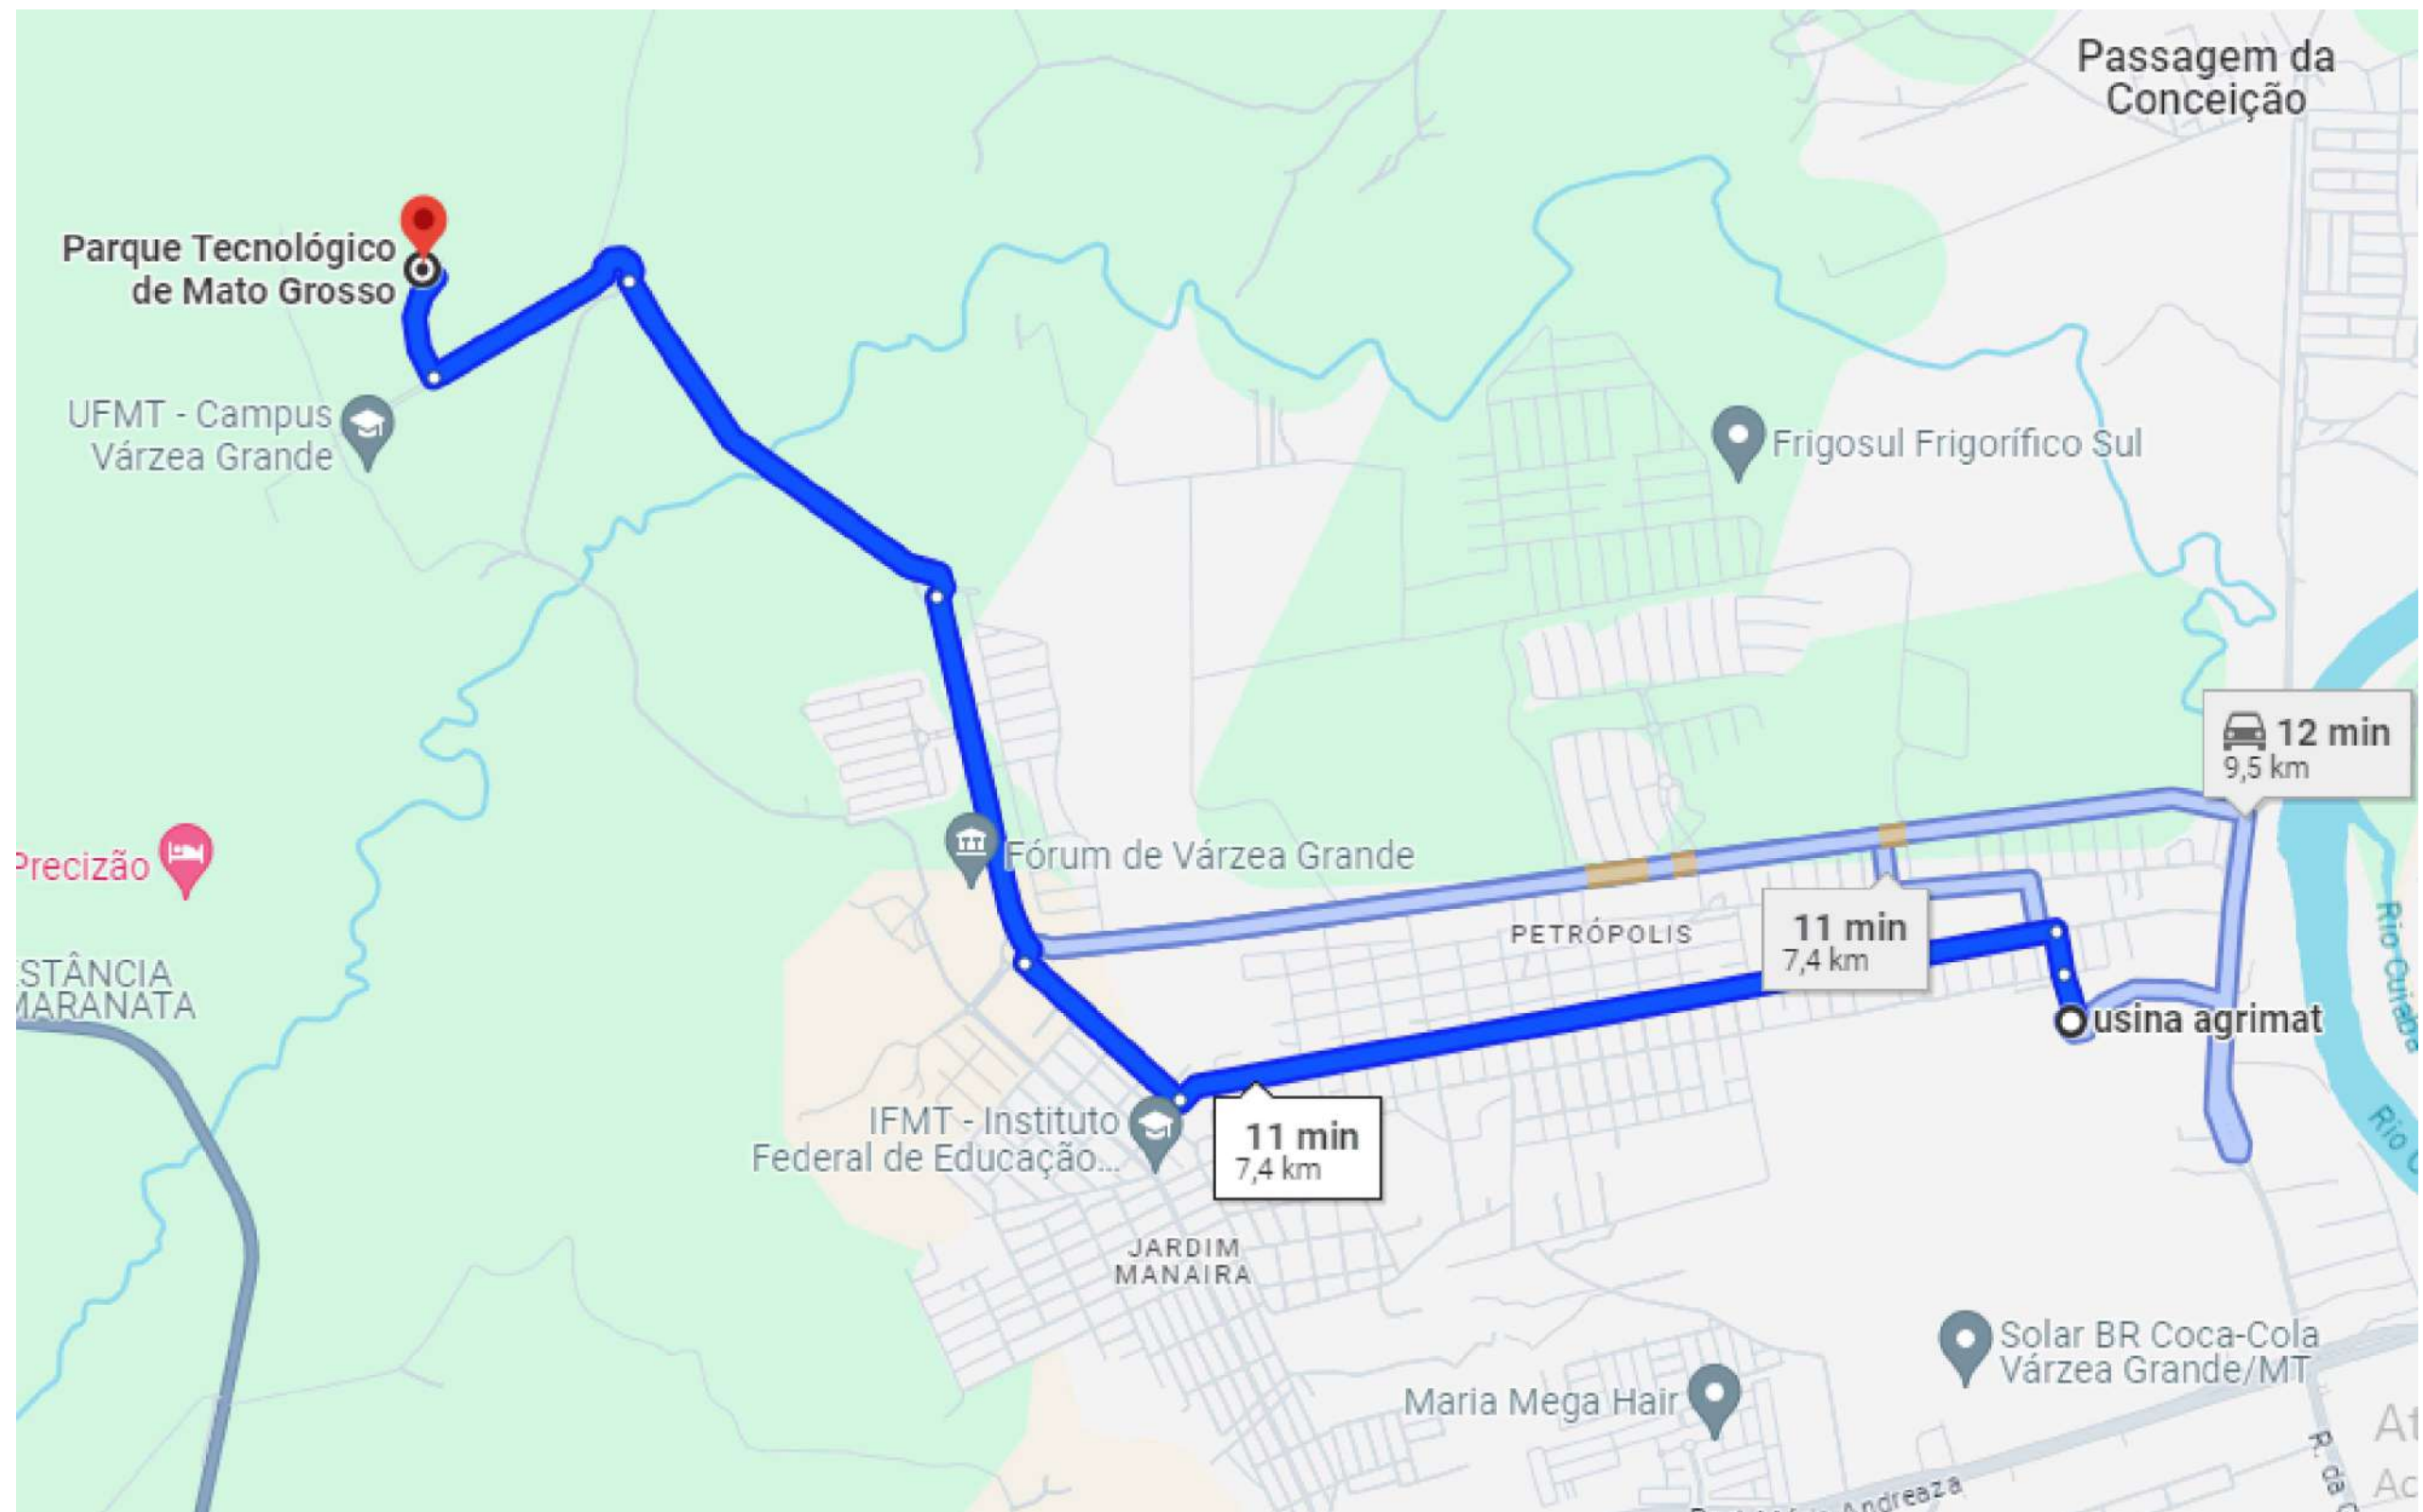 Passagem da
Conceição
Parque Tecnológico
de Mato Grosso
UFMT - Campus
Várzea Grande
Frigosul Frigorífico Sul
12 min
9,5 km
Fórum de Várzea Grande
Precizão
PETRÓPOLIS
11 min
7,4 km
Rio Cuiabá
STÂNCIA
MARANATA
usina agrimat
IFMT - Instituto
Federal de Educação...
11 min
7,4 km
Rio
JARDIM
MANAIRA
Solar BR Coca-Cola
Várzea Grande/MT
Maria Mega Hair
At
Ac
R. da
Andreaza